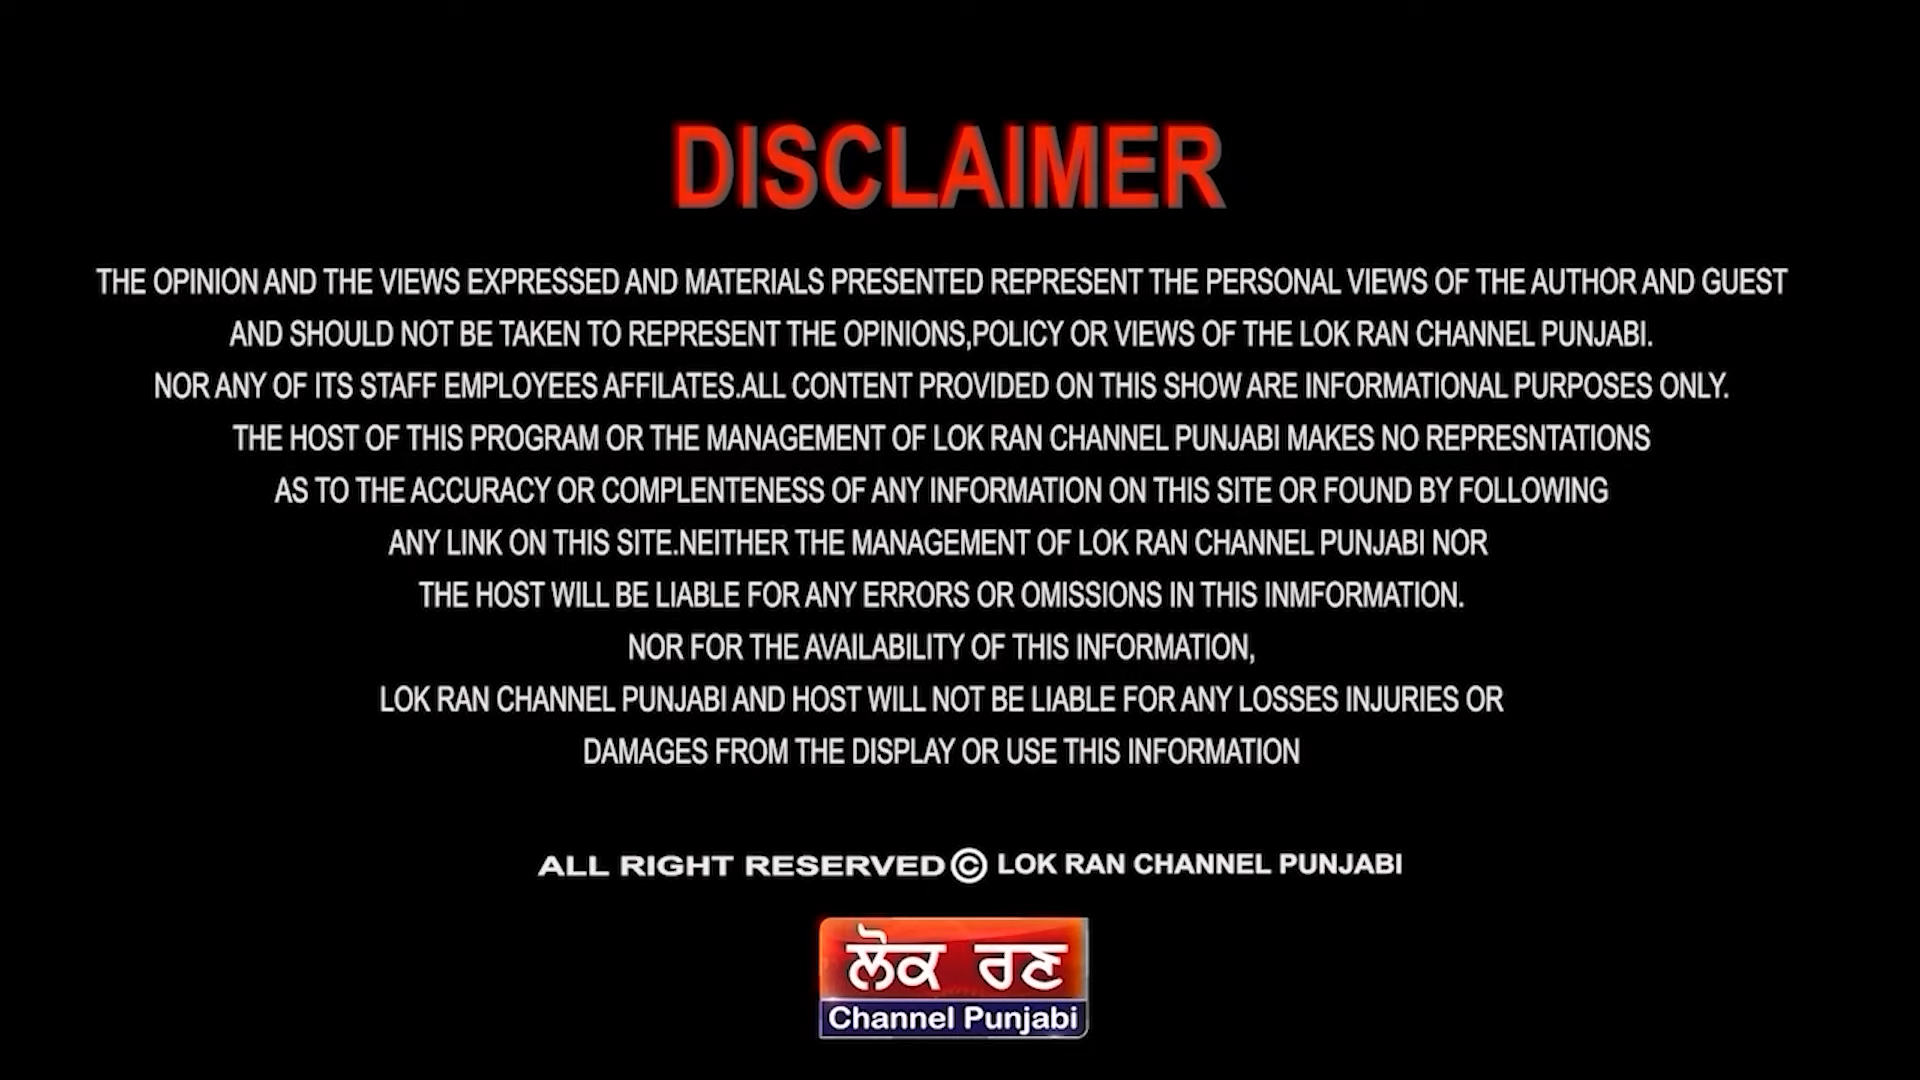 DISCLAIMER
THE OPINION AND THE VIEWS EXPRESSED AND MATERIALS PRESENTED REPRESENT THE PERSONAL VIEWS OF THE AUTHOR AND GUEST
AND SHOULD NOT BE TAKEN TO REPRESENT THE OPINIONS,POLICY OR VIEWS OF THE LOK RAN CHANNEL PUNJABI.
NOR ANY OF ITS STAFF EMPLOYEES AFFILATES.ALL CONTENT PROVIDED ON THIS SHOW ARE INFORMATIONAL PURPOSES ONLY.
THE HOST OF THIS PROGRAM OR THE MANAGEMENT OF LOK RAN CHANNEL PUNJABI MAKES NO REPRESNTATIONS
AS TO THE ACCURACY OR COMPLENTENESS OF ANY INFORMATION ON THIS SITE OR FOUND BY FOLLOWING
ANY LINK ON THIS SITE.NEITHER THE MANAGEMENT OF LOK RAN CHANNEL PUNJABI NOR
THE HOST WILL BE LIABLE FOR ANY ERRORS OR OMISSIONS IN THIS INMFORMATION.
NOR FOR THE AVAILABILITY OF THIS INFORMATION,
LOK RAN CHANNEL PUNJABI AND HOST WILL NOT BE LIABLE FOR ANY LOSSES INJURIES OR
DAMAGES FROM THE DISPLAY OR USE THIS INFORMATION
ALL RIGHT RESERVED © LOK RAN CHANNEL PUNJABI
ਲੋਕ ਰਣ
Channel Punjabi